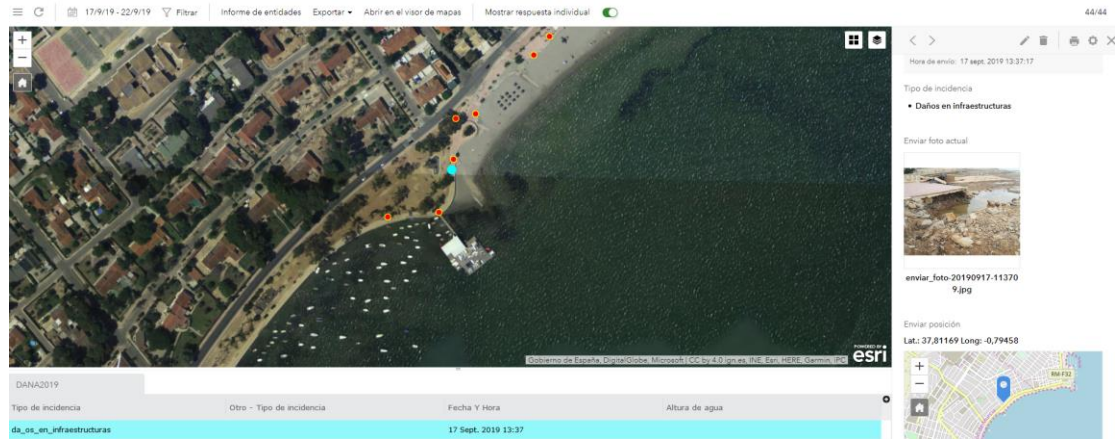 17/9/19 - 22/9/19 Filtrar Informe de entidades Exportar Abrir en el visor de mapas Mostrar respuesta individual 44/44
Hora de envío: 17 sept. 2019 13:37:17
Tipo de incidencia
• Daños en infraestructuras
Enviar foto actual
enviar_foto-20190917-11370
9.jpg
Enviar posición
Lat.: 37,81169 Long: -0,79458
+
−
RM-F32
+
−
Gobierno de España, DigitalGlobe, Microsoft | CC by 4.0 ign.es, INE, Esri, HERE, Garmin, iPC
POWERED BY
esri
DANA2019
Tipo de incidencia Otro - Tipo de incidencia Fecha Y Hora Altura de agua
da_os_en_infraestructuras 17 Sept, 2019 13:37